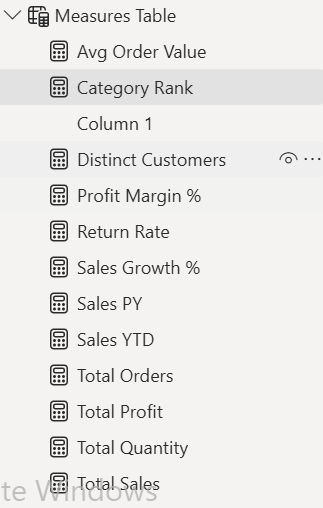 Measures Table
Avg Order Value
Category Rank
Column 1
Distinct Customers
Profit Margin %
Return Rate
Sales Growth %
Sales PY
Sales YTD
Total Orders
Total Profit
Total Quantity
Total Sales
te Windows